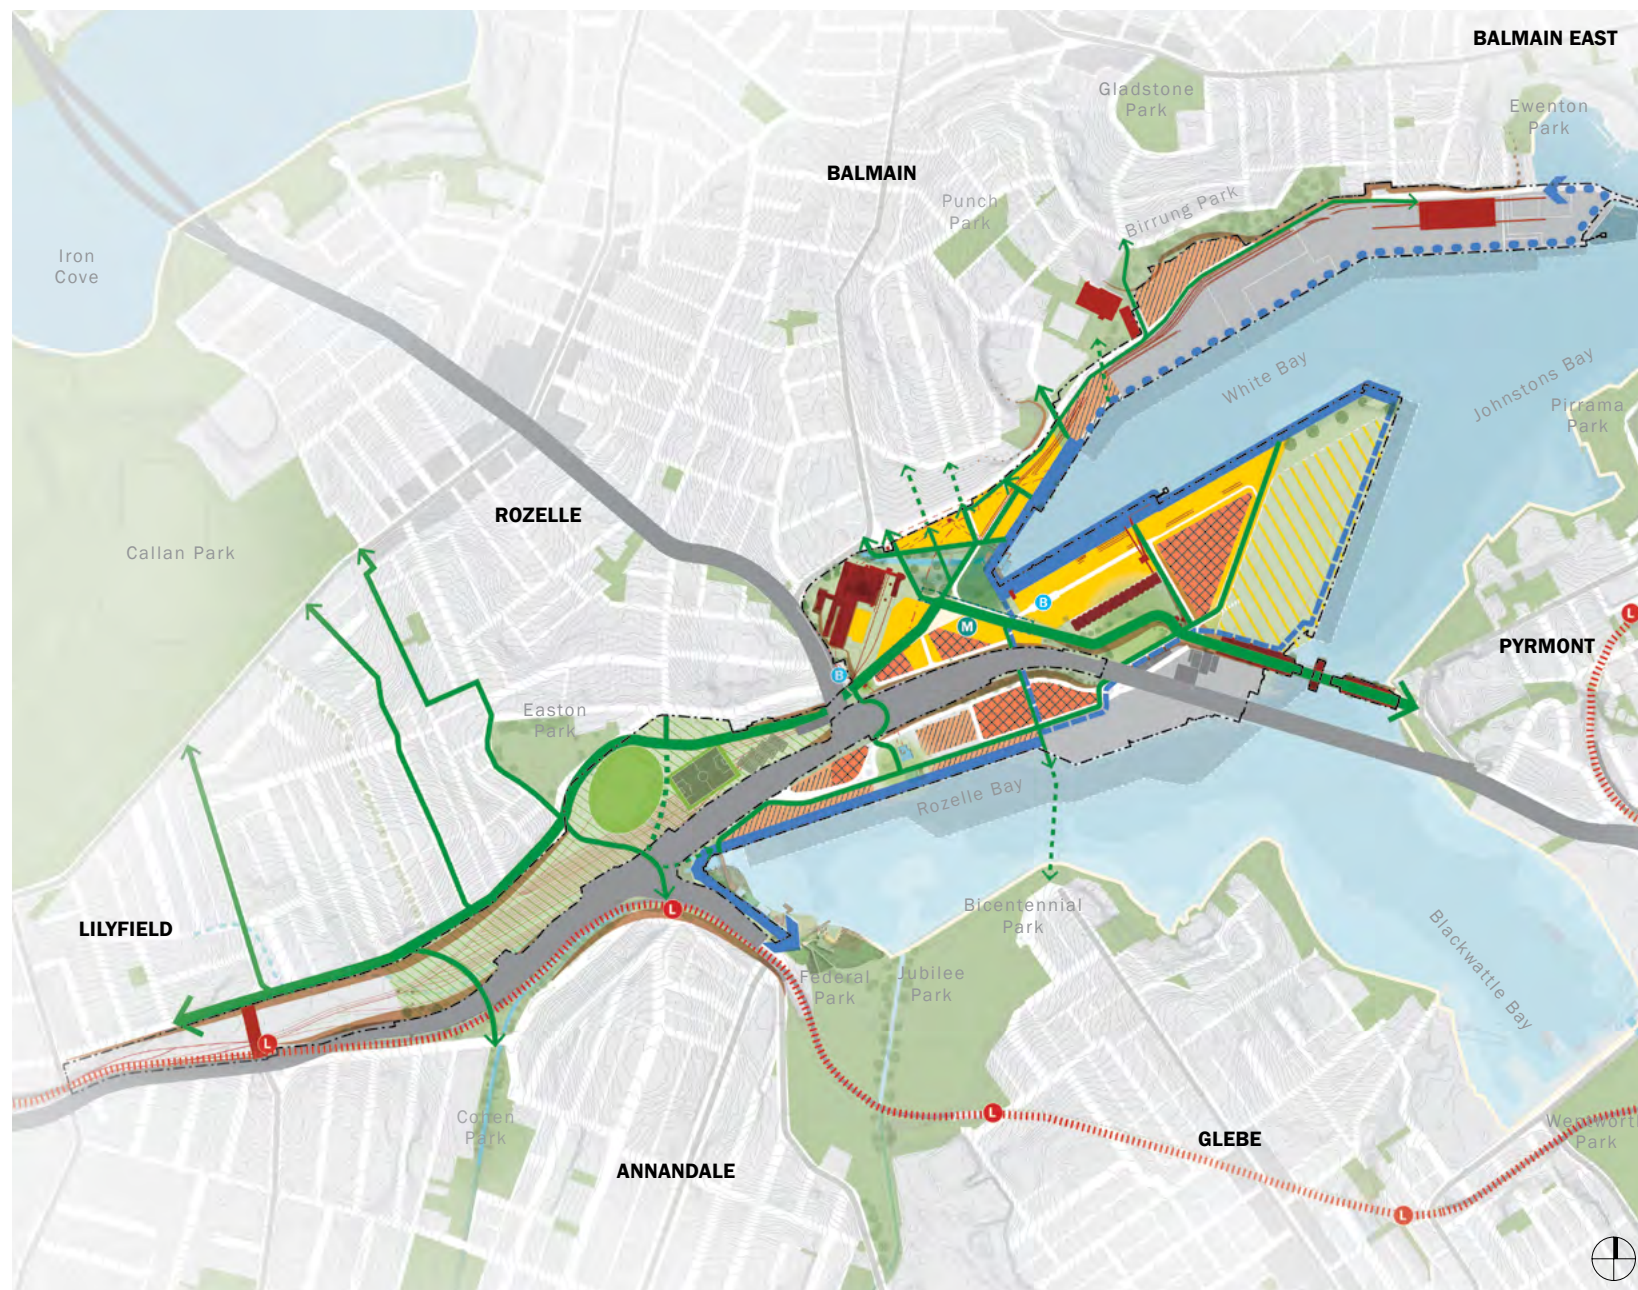 BALMAIN EAST
Gladstone
Park
Ewenton
Park
BALMAIN
Punch
Park
Birrung Park
Iron
Cove
White Bay
Johnstons Bay
Pirrama
Park
ROZELLE
Callan Park
B
M
L
PYRMONT
B
Easton
Park
Rozelle Bay
L
Bicentennial
Park
LILYFIELD
Blackwattle Bay
Federal
Park
Jubilee
Park
L
L
Cohen
Park
Wentworth
Park
GLEBE
ANNANDALE
L